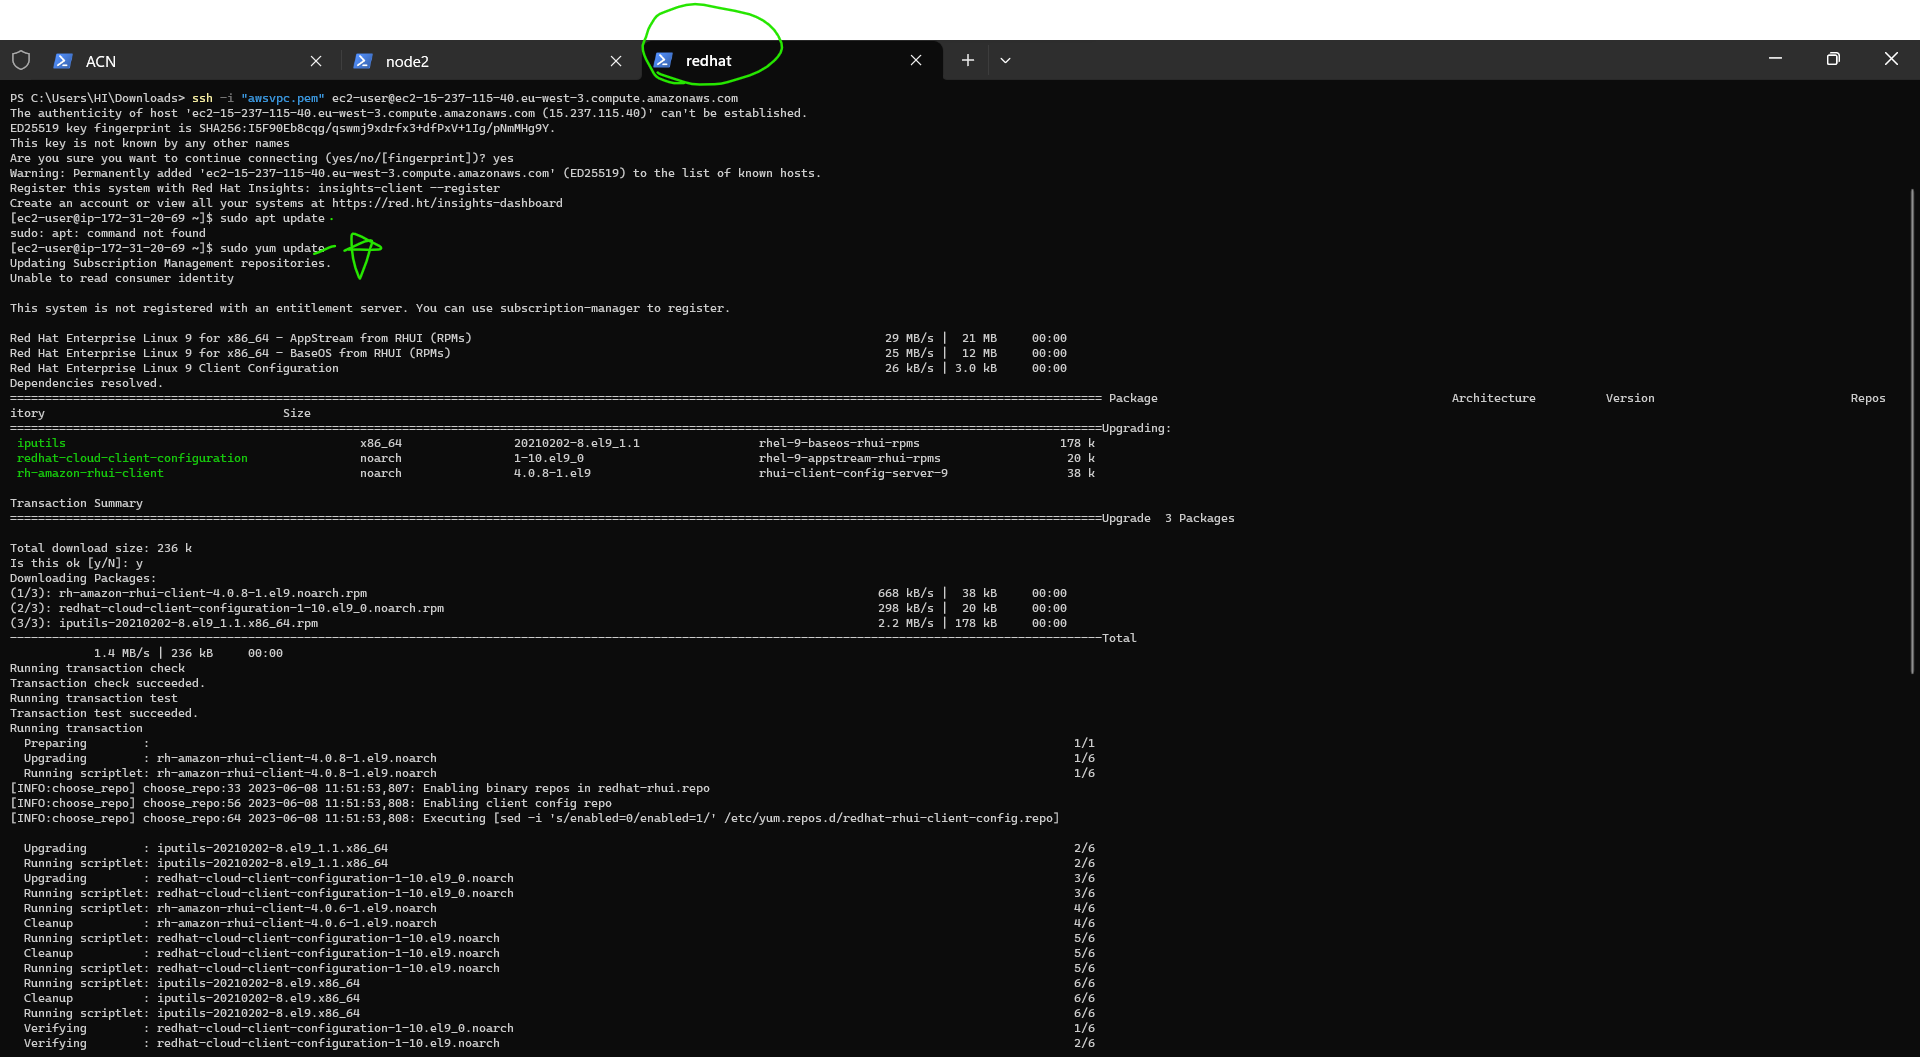 ACN
node2
redhat
PS C:\Users\HI\Downloads> ssh -i "awsvpc.pem" ec2-user@ec2-15-237-115-40.eu-west-3.compute.amazonaws.com
The authenticity of host 'ec2-15-237-115-40.eu-west-3.compute.amazonaws.com (15.237.115.40)' can't be established.
ED25519 key fingerprint is SHA256:I5F90Eb8cqg/qswmj9xdrfx3+dfPxV+1Ig/pNmMHg9Y.
This key is not known by any other names
Are you sure you want to continue connecting (yes/no/[fingerprint])? yes
Warning: Permanently added 'ec2-15-237-115-40.eu-west-3.compute.amazonaws.com' (ED25519) to the list of known hosts.
Register this system with Red Hat Insights: insights-client --register
Create an account or view all your systems at https://red.ht/insights-dashboard
[ec2-user@ip-172-31-20-69 ~]$ sudo apt update
sudo: apt: command not found
[ec2-user@ip-172-31-20-69 ~]$ sudo yum update
Updating Subscription Management repositories.
Unable to read consumer identity
This system is not registered with an entitlement server. You can use subscription-manager to register.
Red Hat Enterprise Linux 9 for x86_64 - AppStream from RHUI (RPMs) 29 MB/s | 21 MB 00:00
Red Hat Enterprise Linux 9 for x86_64 - BaseOS from RHUI (RPMs) 25 MB/s | 12 MB 00:00
Red Hat Enterprise Linux 9 Client Configuration 26 kB/s | 3.0 kB 00:00
Dependencies resolved.
Package Architecture Version Repos
itory Size
Upgrading:
iputils x86_64 20210202-8.el9_1.1 rhel-9-baseos-rhui-rpms 178 k
redhat-cloud-client-configuration noarch 1-10.el9_0 rhel-9-appstream-rhui-rpms 20 k
rh-amazon-rhui-client noarch 4.0.8-1.el9 rhui-client-config-server-9 38 k
Transaction Summary
Upgrade 3 Packages
Total download size: 236 k
Is this ok [y/N]: y
Downloading Packages:
(1/3): rh-amazon-rhui-client-4.0.8-1.el9.noarch.rpm 668 kB/s | 38 kB 00:00
(2/3): redhat-cloud-client-configuration-1-10.el9_0.noarch.rpm 298 kB/s | 20 kB 00:00
(3/3): iputils-20210202-8.el9_1.1.x86_64.rpm 2.2 MB/s | 178 kB 00:00
Total
1.4 MB/s | 236 kB 00:00
Running transaction check
Transaction check succeeded.
Running transaction test
Transaction test succeeded.
Running transaction
Preparing : 1/1
Upgrading : rh-amazon-rhui-client-4.0.8-1.el9.noarch 1/6
Running scriptlet: rh-amazon-rhui-client-4.0.8-1.el9.noarch 1/6
[INFO:choose_repo] choose_repo:33 2023-06-08 11:51:53,807: Enabling binary repos in redhat-rhui.repo
[INFO:choose_repo] choose_repo:56 2023-06-08 11:51:53,808: Enabling client config repo
[INFO:choose_repo] choose_repo:64 2023-06-08 11:51:53,808: Executing [sed -i 's/enabled=0/enabled=1/' /etc/yum.repos.d/redhat-rhui-client-config.repo]
Upgrading : iputils-20210202-8.el9_1.1.x86_64 2/6
Running scriptlet: iputils-20210202-8.el9_1.1.x86_64 2/6
Upgrading : redhat-cloud-client-configuration-1-10.el9_0.noarch 3/6
Running scriptlet: redhat-cloud-client-configuration-1-10.el9_0.noarch 3/6
Running scriptlet: rh-amazon-rhui-client-4.0.6-1.el9.noarch 4/6
Cleanup : rh-amazon-rhui-client-4.0.6-1.el9.noarch 4/6
Running scriptlet: redhat-cloud-client-configuration-1-10.el9.noarch 5/6
Cleanup : redhat-cloud-client-configuration-1-10.el9.noarch 5/6
Running scriptlet: redhat-cloud-client-configuration-1-10.el9.noarch 5/6
Running scriptlet: iputils-20210202-8.el9.x86_64 6/6
Cleanup : iputils-20210202-8.el9.x86_64 6/6
Running scriptlet: iputils-20210202-8.el9.x86_64 6/6
Verifying : redhat-cloud-client-configuration-1-10.el9_0.noarch 1/6
Verifying : redhat-cloud-client-configuration-1-10.el9.noarch 2/6